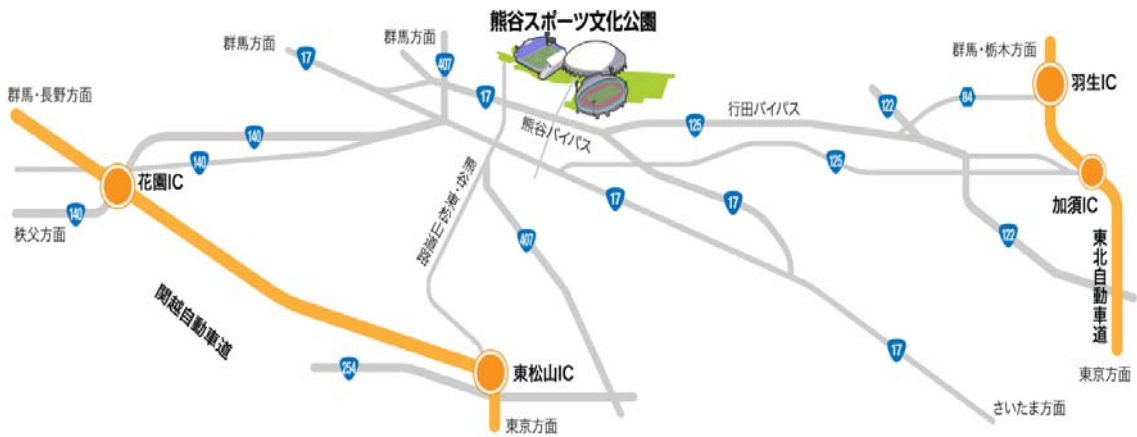 熊谷スポーツ文化公園
群馬方面
17
群馬方面
407
17
熊谷バイパス
群馬・栃木方面
羽生IC
84
122
行田バイパス
125
125
加須IC
群馬・長野方面
140
140
花園IC
140
秩父方面
熊谷・東松山道路
407
17
17
122
東北自動車道
関越自動車道
254
東松山IC
東京方面
17
さいたま方面
東京方面